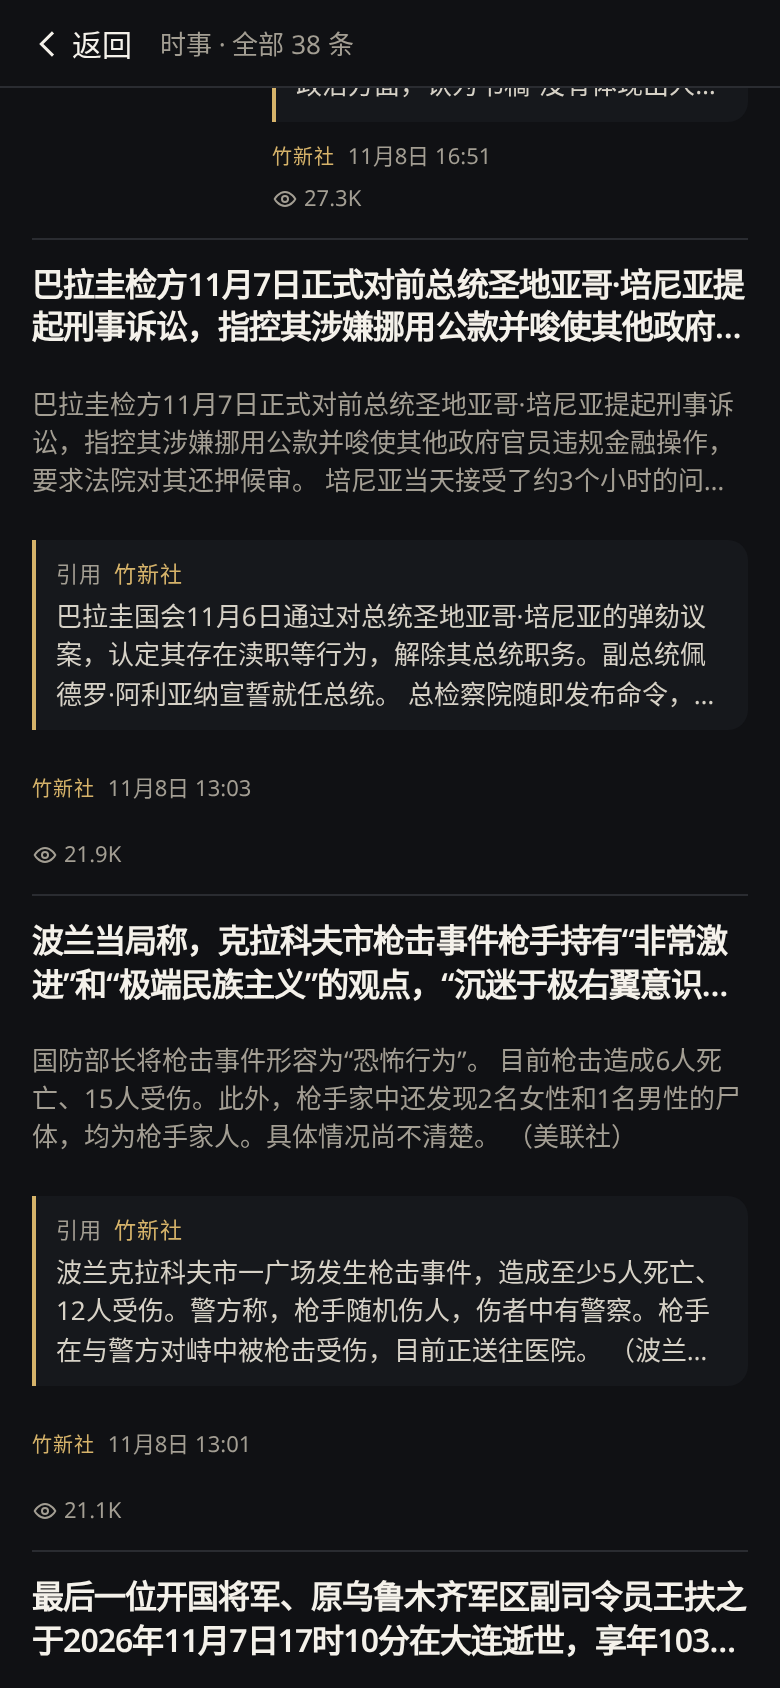 返回 时事 · 全部 38 条
竹新社 11月8日 16:51
27.3K
巴拉圭检方11月7日正式对前总统圣地亚哥·培尼亚提
起刑事诉讼，指控其涉嫌挪用公款并唆使其他政府...
巴拉圭检方11月7日正式对前总统圣地亚哥·培尼亚提起刑事诉
讼，指控其涉嫌挪用公款并唆使其他政府官员违规金融操作，
要求法院对其还押候审。 培尼亚当天接受了约3个小时的问...
引用 竹新社
巴拉圭国会11月6日通过对总统圣地亚哥·培尼亚的弹劾议
案，认定其存在渎职等行为，解除其总统职务。副总统佩
德罗·阿利亚纳宣誓就任总统。 总检察院随即发布命令，...
竹新社 11月8日 13:03
21.9K
波兰当局称，克拉科夫市枪击事件枪手持有“非常激
进”和“极端民族主义”的观点，“沉迷于极右翼意识...
国防部长将枪击事件形容为“恐怖行为”。 目前枪击造成6人死
亡、15人受伤。此外，枪手家中还发现2名女性和1名男性的尸
体，均为枪手家人。具体情况尚不清楚。 （美联社）
引用 竹新社
波兰克拉科夫市一广场发生枪击事件，造成至少5人死亡、
12人受伤。警方称，枪手随机伤人，伤者中有警察。枪手
在与警方对峙中被枪击受伤，目前正送往医院。 （波兰...
竹新社 11月8日 13:01
21.1K
最后一位开国将军、原乌鲁木齐军区副司令员王扶之
于2026年11月7日17时10分在大连逝世，享年103...